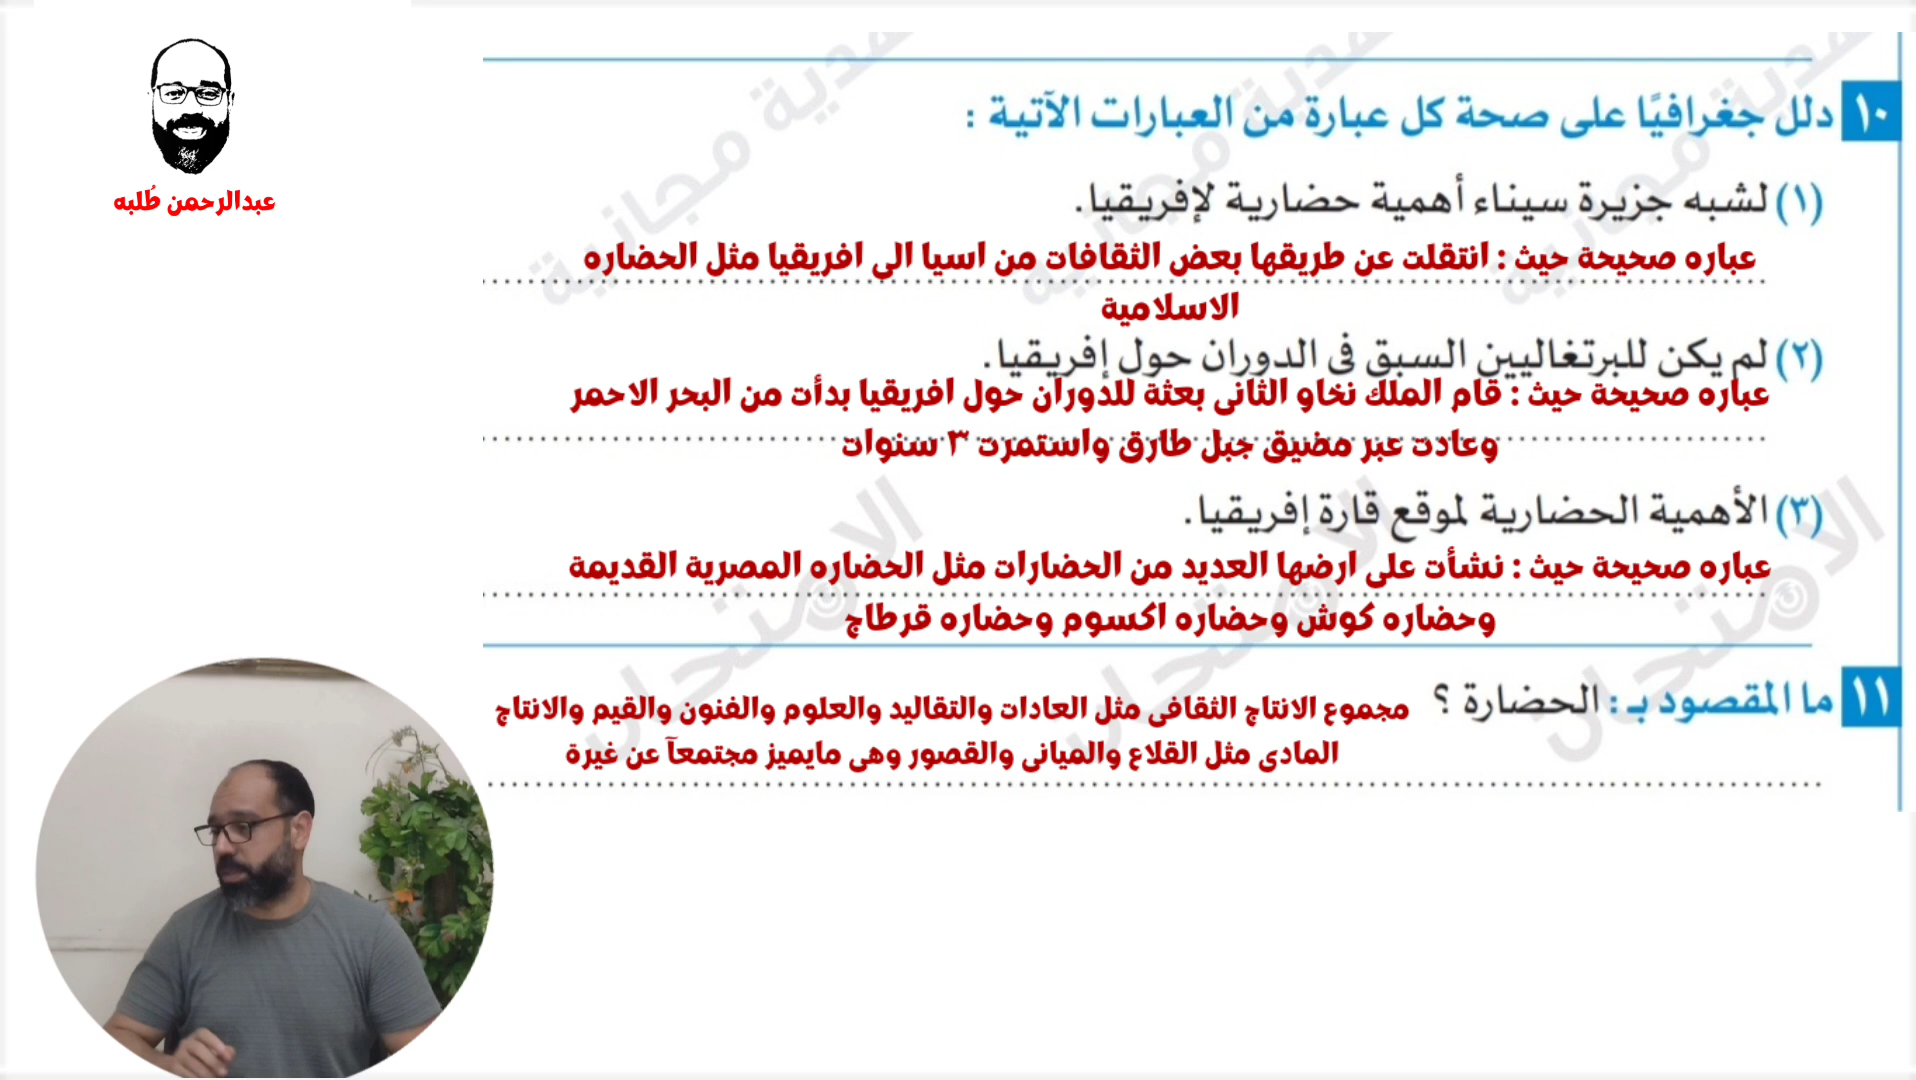 عبدالرحمن طُلبه
١٠ دلل جغرافيًا على صحة كل عبارة من العبارات الآتية :
(١) لشبه جزيرة سيناء أهمية حضارية لإفريقيا.
عباره صحيحة حيث : انتقلت عن طريقها بعض الثقافات من اسيا الى افريقيا مثل الحضاره
الاسلامية
(٢) لم يكن للبرتغاليين السبق فى الدوران حول إفريقيا.
عباره صحيحة حيث : قام الملك نخاو الثانى بعثة للدوران حول افريقيا بدأت من البحر الاحمر
وعادت عبر مضيق جبل طارق واستمرت ٣ سنوات
(٣) الأهمية الحضارية لموقع قارة إفريقيا.
عباره صحيحة حيث : نشأت على ارضها العديد من الحضارات مثل الحضاره المصرية القديمة
وحضاره كوش وحضاره اكسوم وحضاره قرطاج
١١ ما المقصود بـ : الحضارة ؟
مجموع الانتاج الثقافى مثل العادات والتقاليد والعلوم والفنون والقيم والانتاج
المادى مثل القلاع والمبانى والقصور وهى مايميز مجتمعآ عن غيرة
الامتحان
مجانية